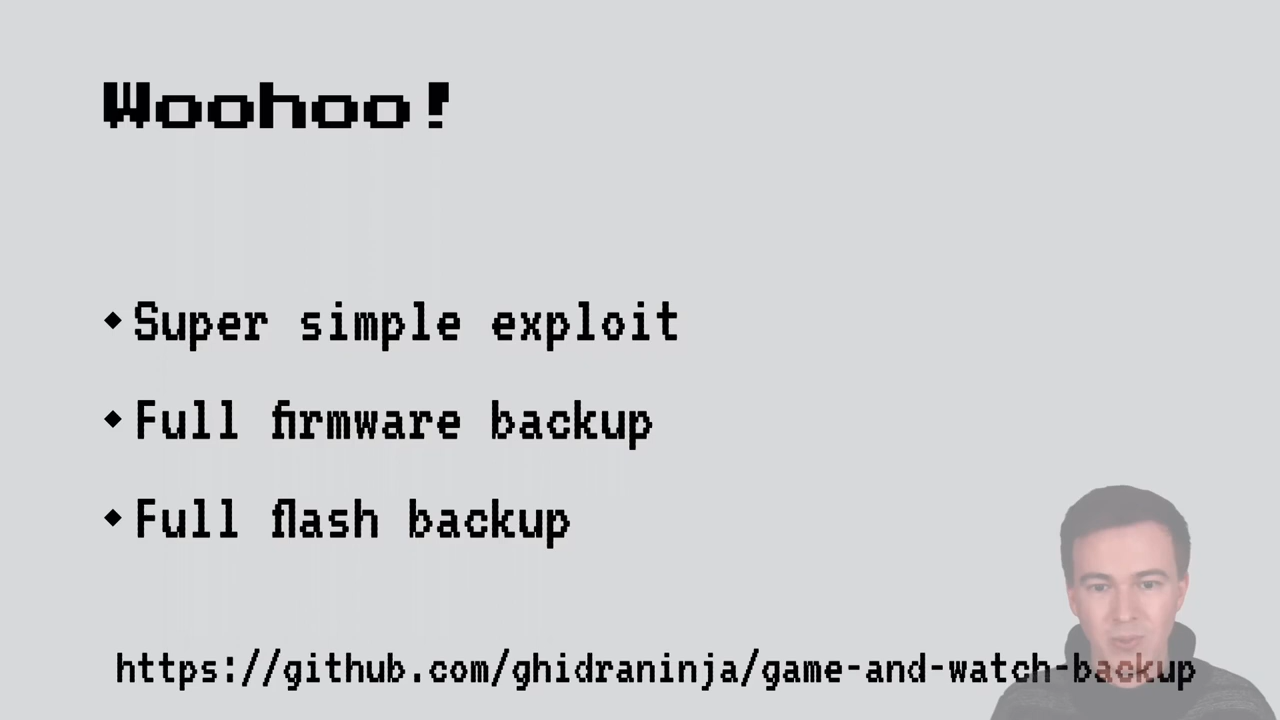 Woohoo!
◆ Super simple exploit
◆ Full firmware backup
◆ Full flash backup
https://github.com/ghidraninja/game-and-watch-backup